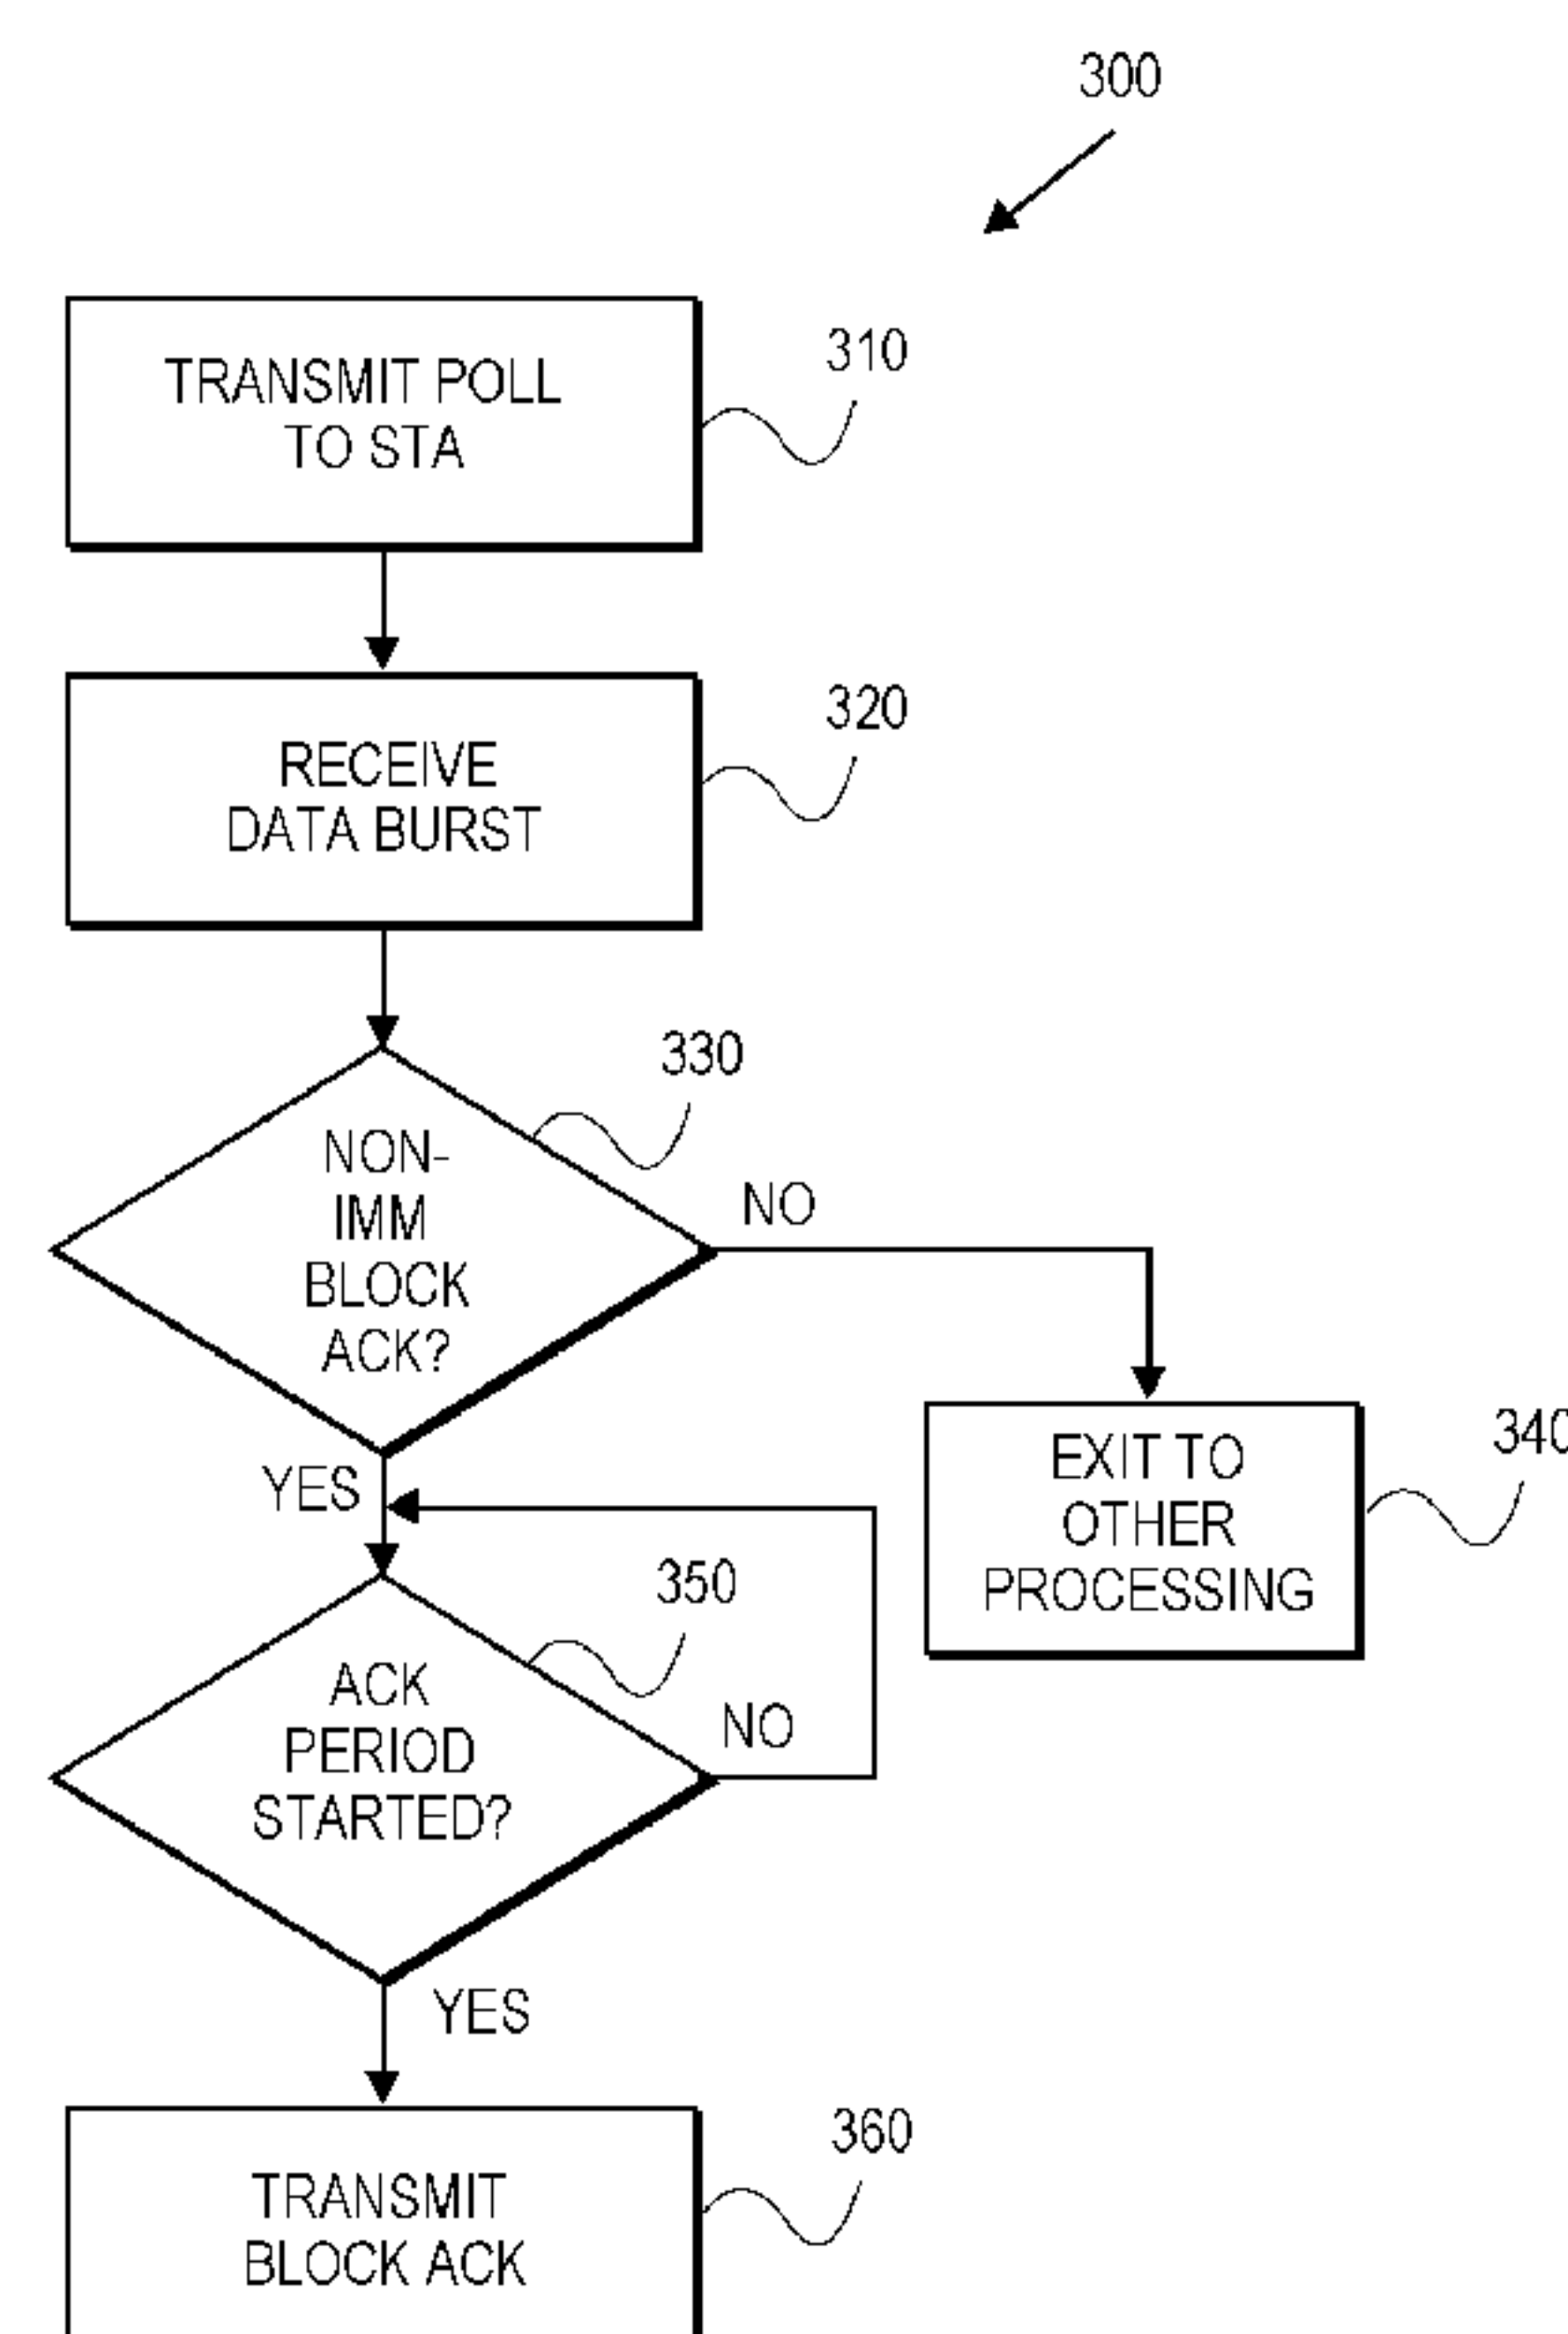 300
TRANSMIT POLL
TO STA
310
RECEIVE
DATA BURST
320
NON-
IMM
BLOCK
ACK?
330
NO
YES
EXIT TO
OTHER
PROCESSING
340
ACK
PERIOD
STARTED?
350
NO
YES
TRANSMIT
BLOCK ACK
360